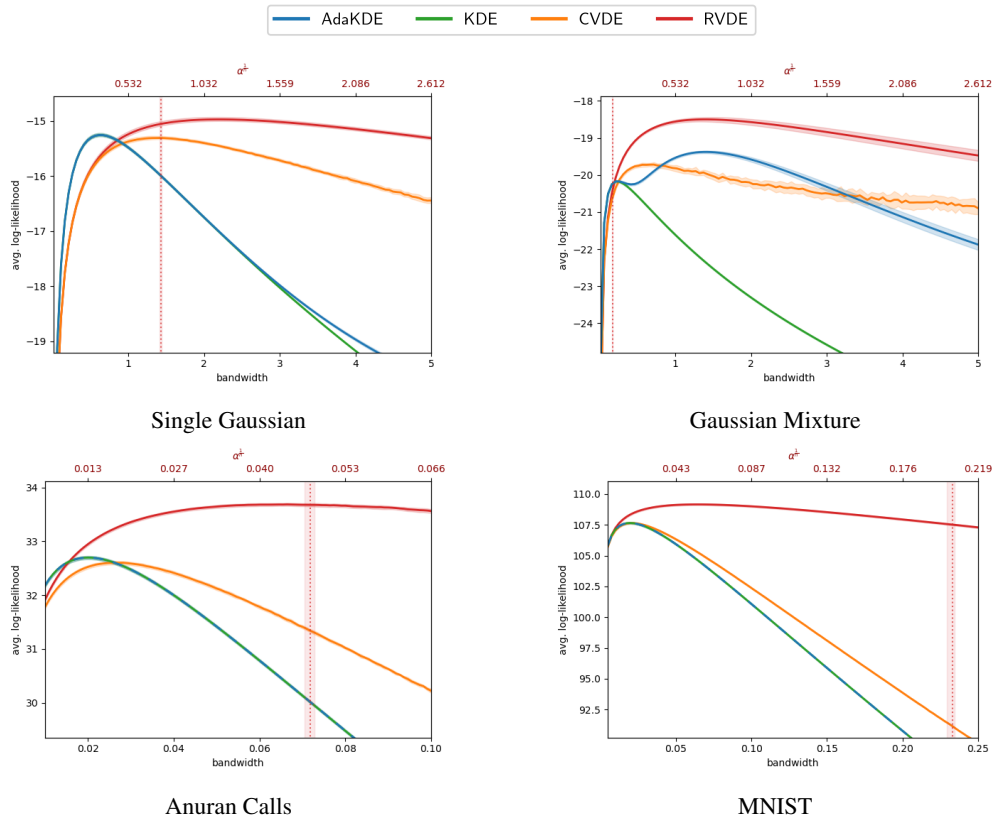 AdaKDE KDE CVDE RVDE
α^{1/n}
0.532 1.032 1.559 2.086 2.612
−15
−16
−17
−18
−19
avg. log-likelihood
1 2 3 4 5
bandwidth
Single Gaussian
α^{1/n}
0.532 1.032 1.559 2.086 2.612
−18
−19
−20
−21
−22
−23
−24
avg. log-likelihood
1 2 3 4 5
bandwidth
Gaussian Mixture
α^{1/n}
0.013 0.027 0.040 0.053 0.066
34
33
32
31
30
avg. log-likelihood
0.02 0.04 0.06 0.08 0.10
bandwidth
Anuran Calls
α^{1/n}
0.043 0.087 0.132 0.176 0.219
110.0
107.5
105.0
102.5
100.0
97.5
95.0
92.5
avg. log-likelihood
0.05 0.10 0.15 0.20 0.25
bandwidth
MNIST